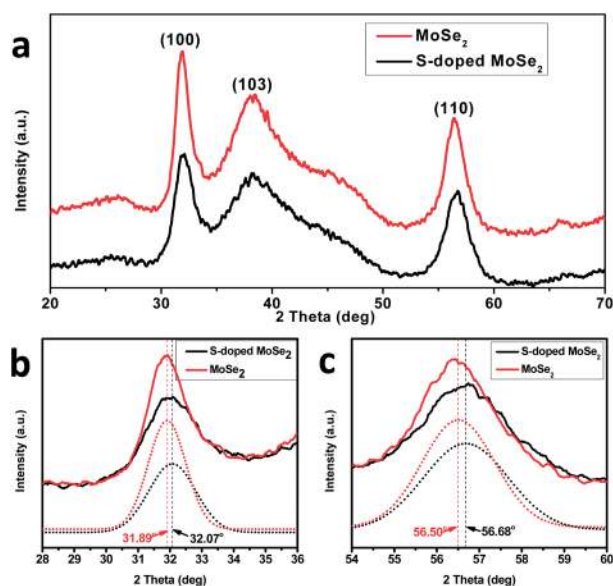 a
(100)
(103)
(110)
MoSe2
S-doped MoSe2
Intensity (a.u.)
20 30 40 50 60 70
2 Theta (deg)
b
S-doped MoSe2
MoSe2
Intensity (a.u.)
31.89° 32.07°
28 29 30 31 32 33 34 35 36
2 Theta (deg)
c
S-doped MoSe2
MoSe2
Intensity (a.u.)
56.50° 56.68°
54 55 56 57 58 59 60
2 Theta (deg)